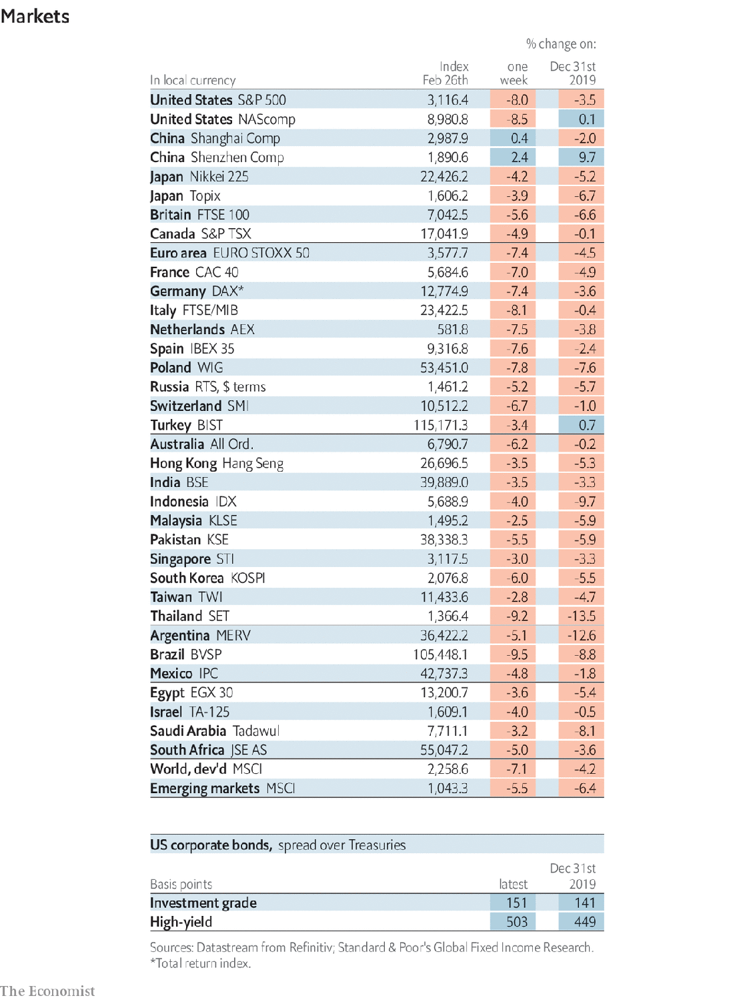 Markets
% change on:
Index one Dec 31st
In local currency Feb 26th week 2019
United States S&P 500 3,116.4 -8.0 -3.5
United States NAScomp 8,980.8 -8.5 0.1
China Shanghai Comp 2,987.9 0.4 -2.0
China Shenzhen Comp 1,890.6 2.4 9.7
Japan Nikkei 225 22,426.2 -4.2 -5.2
Japan Topix 1,606.2 -3.9 -6.7
Britain FTSE 100 7,042.5 -5.6 -6.6
Canada S&P TSX 17,041.9 -4.9 -0.1
Euro area EURO STOXX 50 3,577.7 -7.4 -4.5
France CAC 40 5,684.6 -7.0 -4.9
Germany DAX* 12,774.9 -7.4 -3.6
Italy FTSE/MIB 23,422.5 -8.1 -0.4
Netherlands AEX 581.8 -7.5 -3.8
Spain IBEX 35 9,316.8 -7.6 -2.4
Poland WIG 53,451.0 -7.8 -7.6
Russia RTS, $ terms 1,461.2 -5.2 -5.7
Switzerland SMI 10,512.2 -6.7 -1.0
Turkey BIST 115,171.3 -3.4 0.7
Australia All Ord. 6,790.7 -6.2 -0.2
Hong Kong Hang Seng 26,696.5 -3.5 -5.3
India BSE 39,889.0 -3.5 -3.3
Indonesia IDX 5,688.9 -4.0 -9.7
Malaysia KLSE 1,495.2 -2.5 -5.9
Pakistan KSE 38,338.3 -5.5 -5.9
Singapore STI 3,117.5 -3.0 -3.3
South Korea KOSPI 2,076.8 -6.0 -5.5
Taiwan TWI 11,433.6 -2.8 -4.7
Thailand SET 1,366.4 -9.2 -13.5
Argentina MERV 36,422.2 -5.1 -12.6
Brazil BVSP 105,448.1 -9.5 -8.8
Mexico IPC 42,737.3 -4.8 -1.8
Egypt EGX 30 13,200.7 -3.6 -5.4
Israel TA-125 1,609.1 -4.0 -0.5
Saudi Arabia Tadawul 7,711.1 -3.2 -8.1
South Africa JSE AS 55,047.2 -5.0 -3.6
World, dev'd MSCI 2,258.6 -7.1 -4.2
Emerging markets MSCI 1,043.3 -5.5 -6.4
US corporate bonds, spread over Treasuries
Dec 31st
Basis points latest 2019
Investment grade 151 141
High-yield 503 449
Sources: Datastream from Refinitiv; Standard & Poor's Global Fixed Income Research.
*Total return index.
The Economist